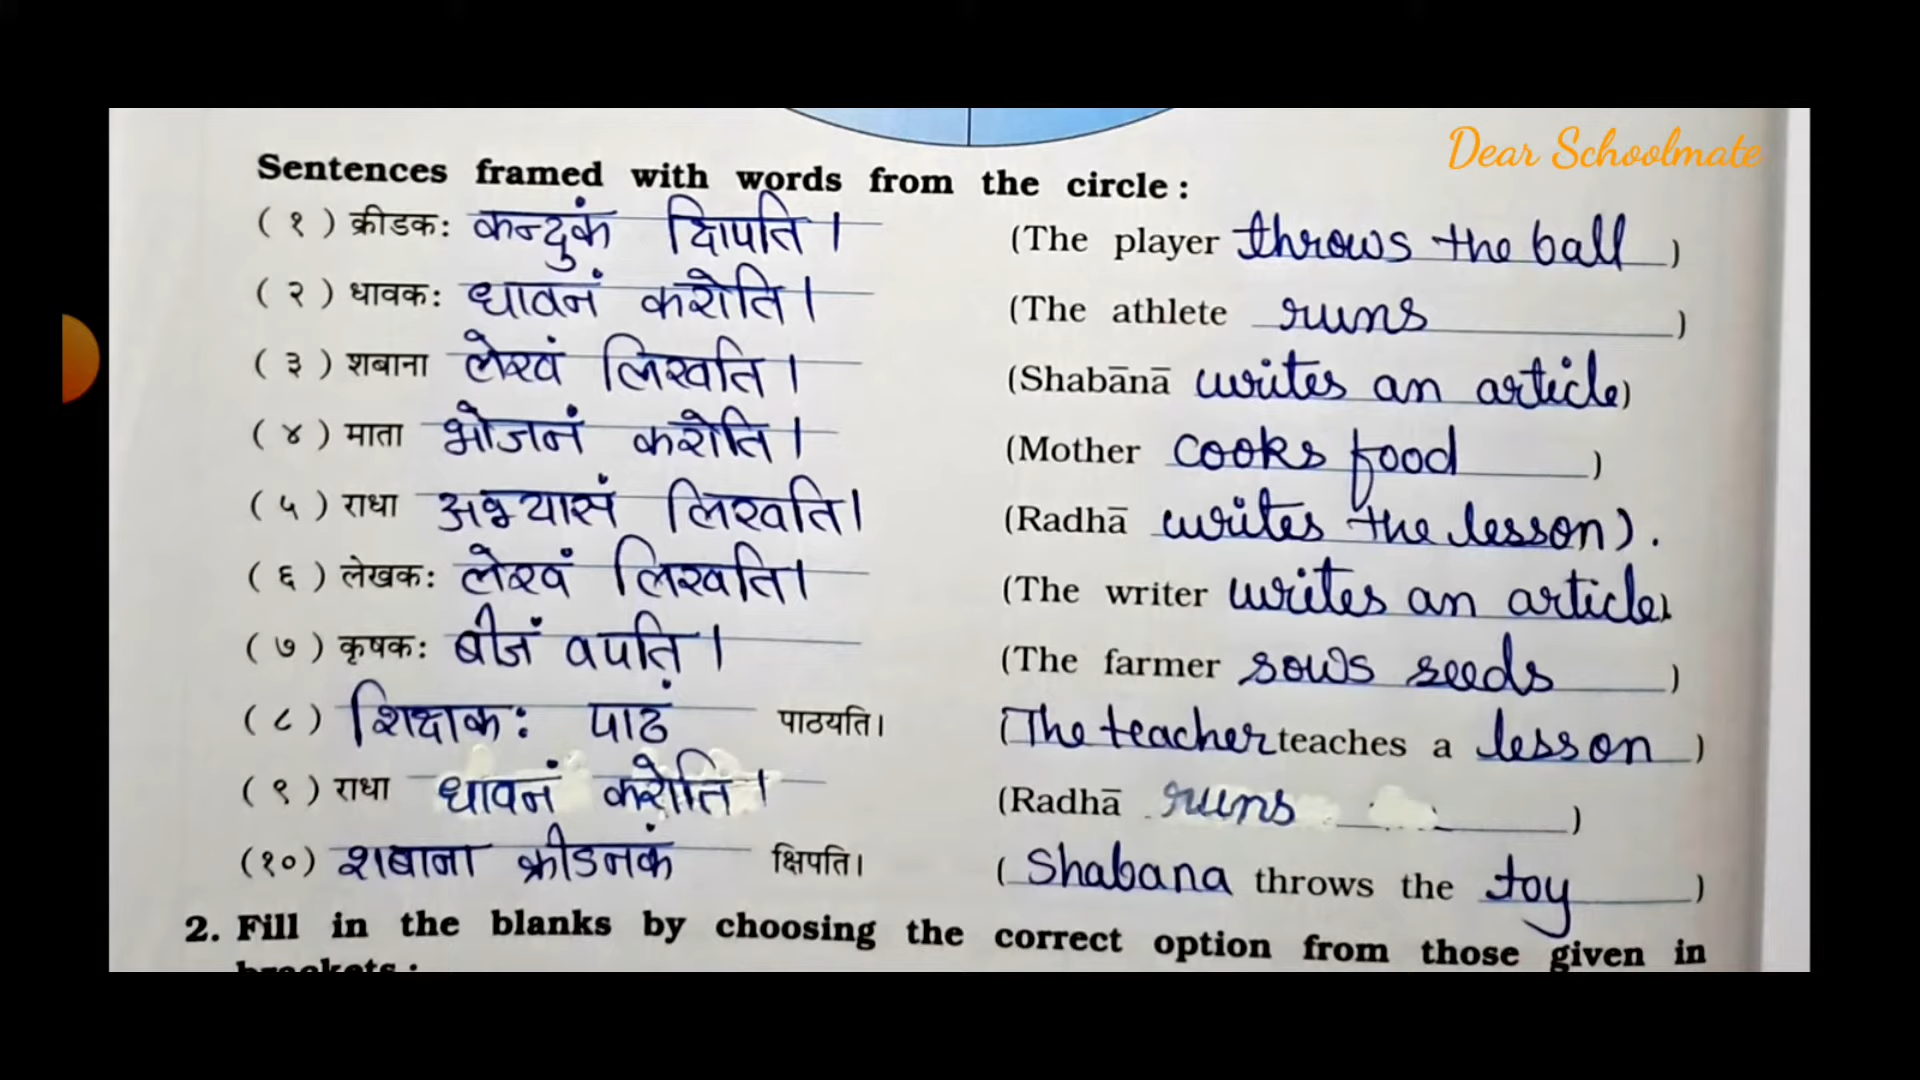 Dear Schoolmate
Sentences framed with words from the circle :
( १ ) क्रीडकः कन्दुकं क्षिपति । (The player throws the ball )
( २ ) धावकः धावनं करोति । (The athlete runs )
( ३ ) शबाना लेखं लिखति । (Shabānā writes an article)
( ४ ) माता भोजनं करोति । (Mother cooks food )
( ५ ) राधा अभ्यासं लिखति। (Radhā writes the lesson).
( ६ ) लेखकः लेखं लिखति। (The writer writes an article)
( ७ ) कृषकः बीजं वपति । (The farmer sows seeds )
( ८ ) शिक्षकः पाठं पाठयति। (The teacher teaches a lesson )
( ९ ) राधा धावनं करोति । (Radhā runs )
(१०) शबाना क्रीडनकं क्षिपति। ( Shabana throws the toy )
2. Fill in the blanks by choosing the correct option from those given in
brackets :